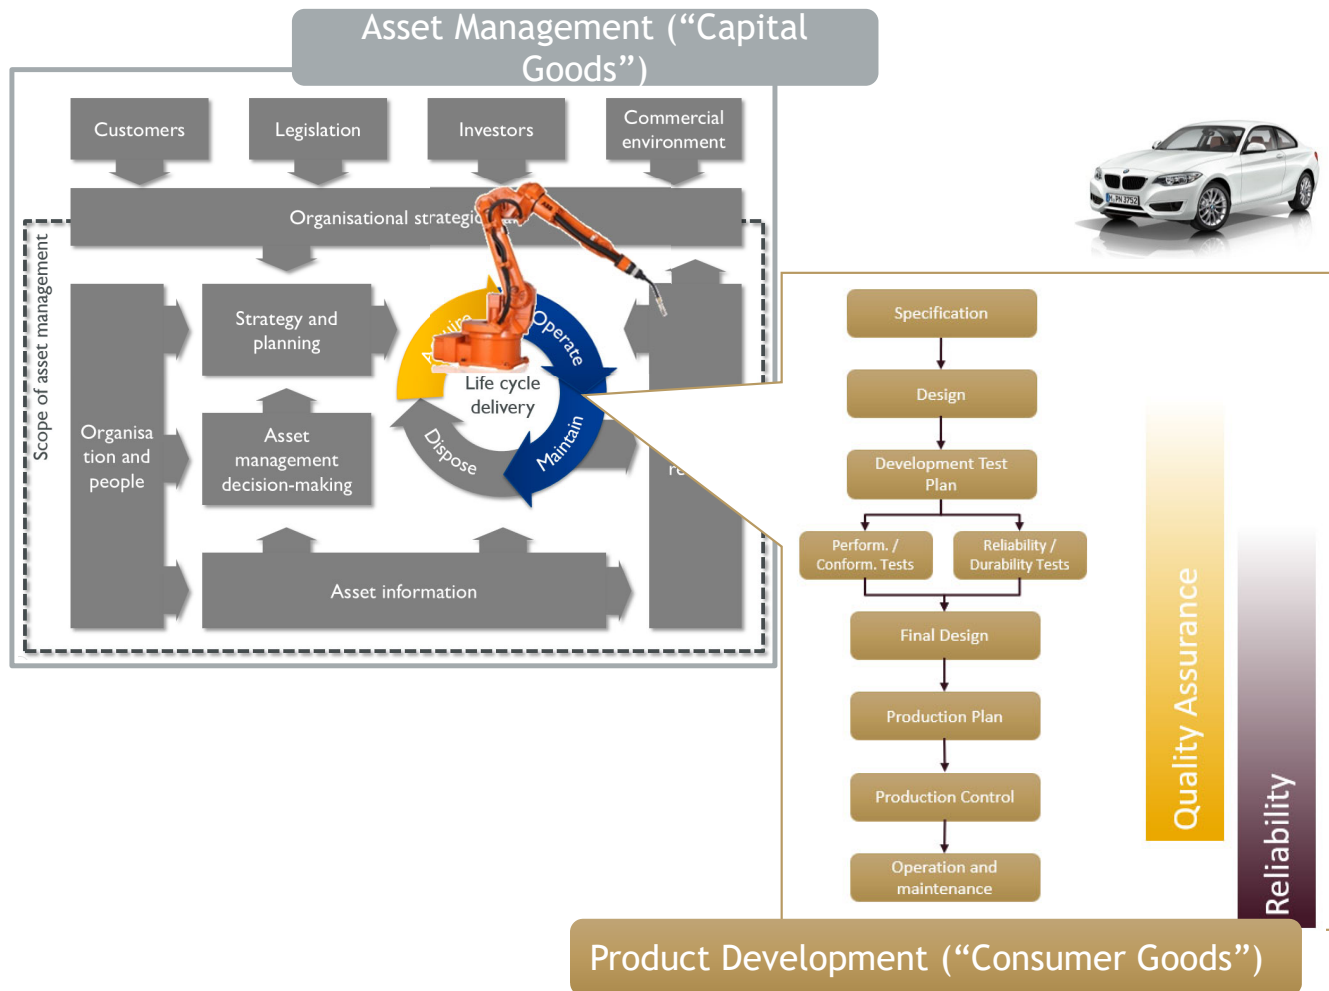 Asset Management (“Capital
Goods”)
Customers
Legislation
Investors
Commercial
environment
Organisational strategic
Scope of asset management
Organisa
tion and
people
Strategy and
planning
Asset
management
decision-making
Operate
Maintain
Dispose
Life cycle
delivery
Asset information
Specification
Design
Development Test
Plan
Perform. /
Conform. Tests
Reliability /
Durability Tests
Final Design
Production Plan
Production Control
Operation and
maintenance
Quality Assurance
Reliability
Product Development (“Consumer Goods”)